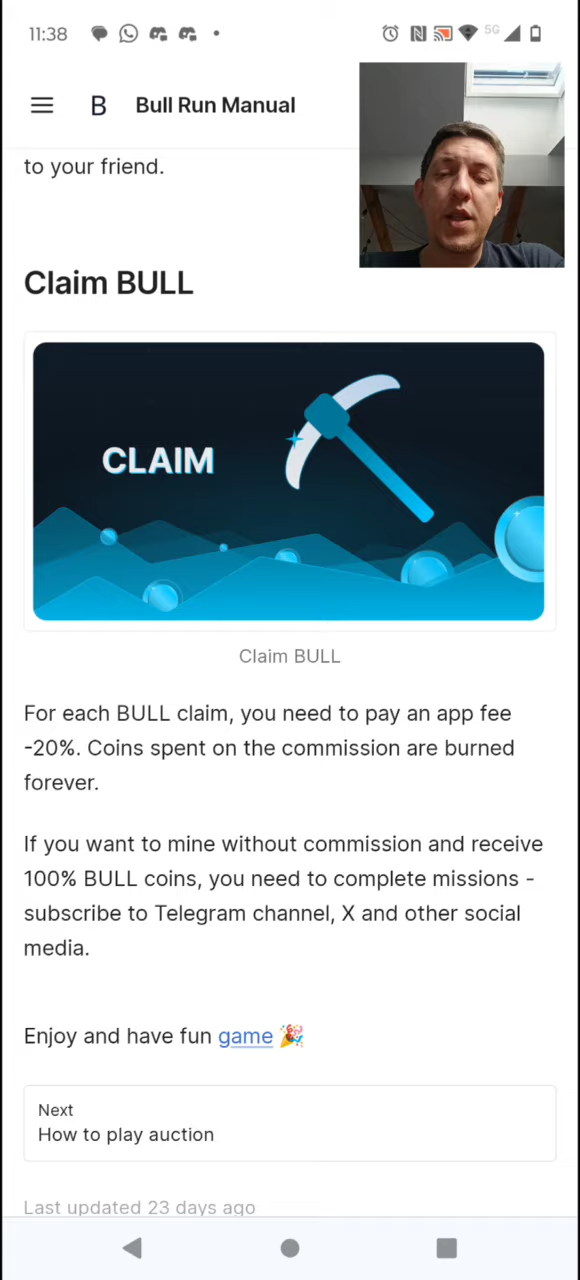 11:38
5G
B Bull Run Manual
to your friend.
Claim BULL
CLAIM
Claim BULL
For each BULL claim, you need to pay an app fee
-20%. Coins spent on the commission are burned
forever.
If you want to mine without commission and receive
100% BULL coins, you need to complete missions -
subscribe to Telegram channel, X and other social
media.
Enjoy and have fun game 🎉
Next
How to play auction
Last updated 23 days ago